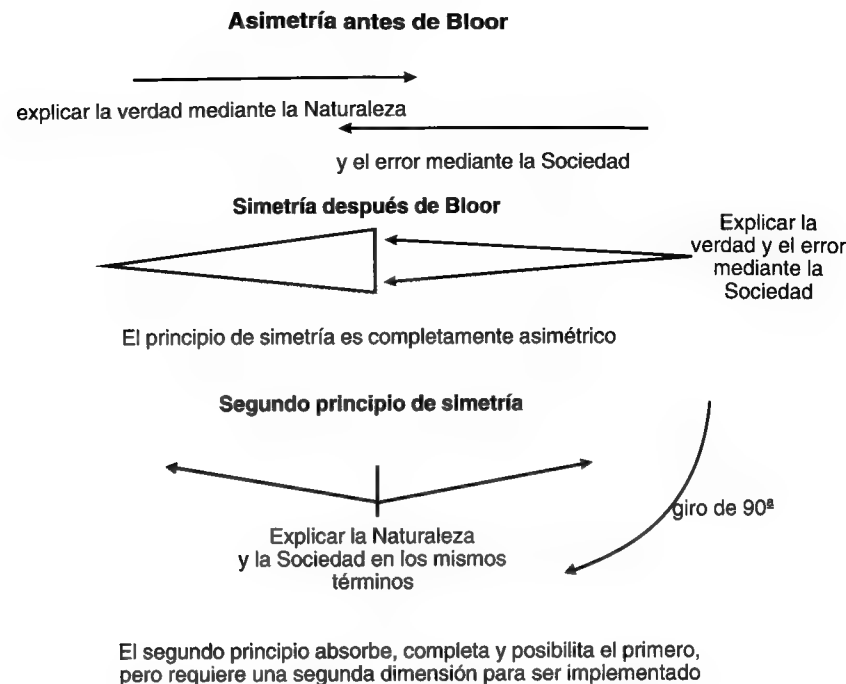 Asimetría antes de Bloor
explicar la verdad mediante la Naturaleza
y el error mediante la Sociedad
Simetría después de Bloor
Explicar la
verdad y el error
mediante la
Sociedad
El principio de simetría es completamente asimétrico
Segundo principio de simetría
giro de 90ª
Explicar la Naturaleza
y la Sociedad en los mismos
términos
El segundo principio absorbe, completa y posibilita el primero,
pero requiere una segunda dimensión para ser implementado